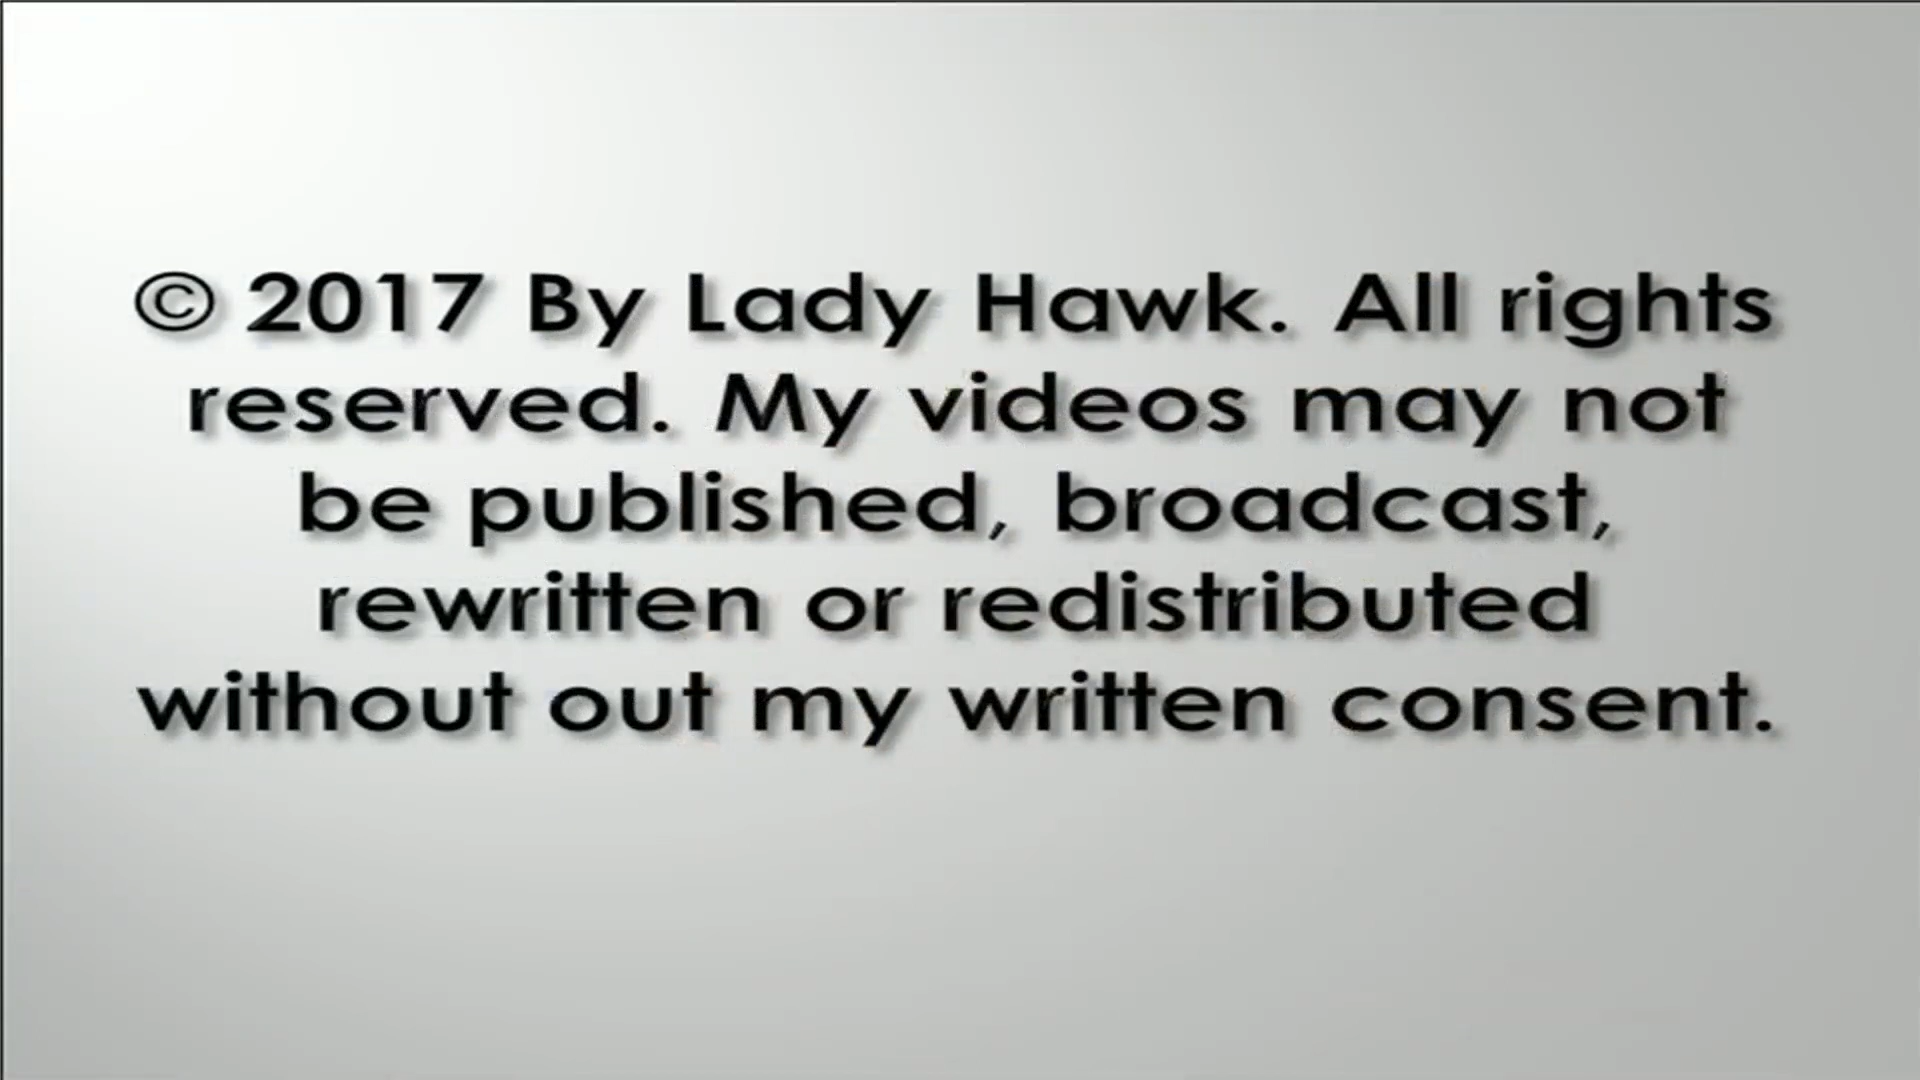 © 2017 By Lady Hawk. All rights
reserved. My videos may not
be published, broadcast,
rewritten or redistributed
without out my written consent.